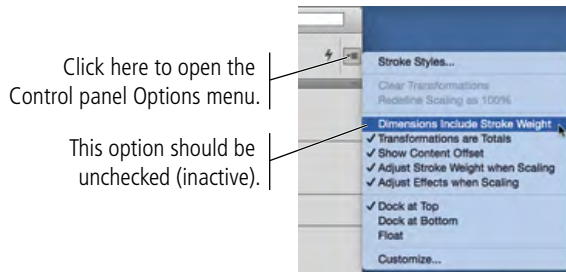 Click here to open the
Control panel Options menu.
This option should be
unchecked (inactive).
Stroke Styles...
Clear Transformations
Redefine Scaling as 100%
Dimensions Include Stroke Weight
✓ Transformations are Totals
✓ Show Content Offset
✓ Adjust Stroke Weight when Scaling
✓ Adjust Effects when Scaling
✓ Dock at Top
Dock at Bottom
Float
Customize...